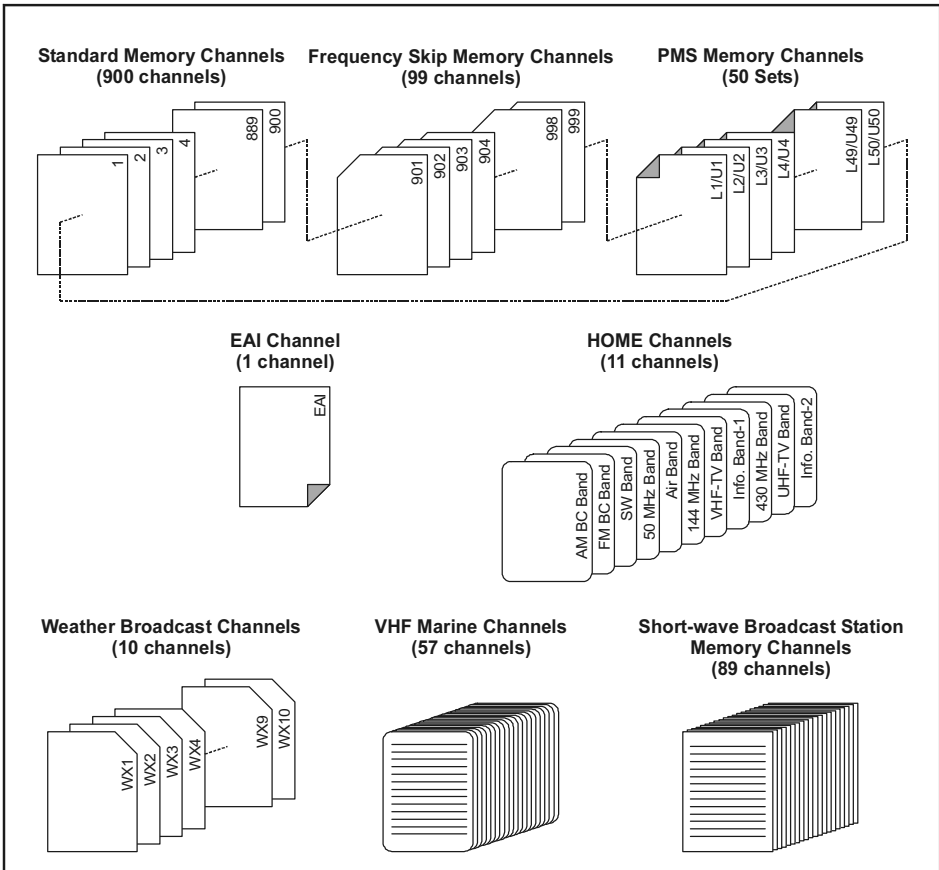 Standard Memory Channels
(900 channels)
1
2
3
4
889
900
Frequency Skip Memory Channels
(99 channels)
901
902
903
904
998
999
PMS Memory Channels
(50 Sets)
L1/U1
L2/U2
L3/U3
L4/U4
L49/U49
L50/U50
EAI Channel
(1 channel)
EAI
HOME Channels
(11 channels)
AM BC Band
FM BC Band
SW Band
50 MHz Band
Air Band
144 MHz Band
VHF-TV Band
Info. Band-1
430 MHz Band
UHF-TV Band
Info. Band-2
Weather Broadcast Channels
(10 channels)
WX1
WX2
WX3
WX4
WX9
WX10
VHF Marine Channels
(57 channels)
Short-wave Broadcast Station
Memory Channels
(89 channels)